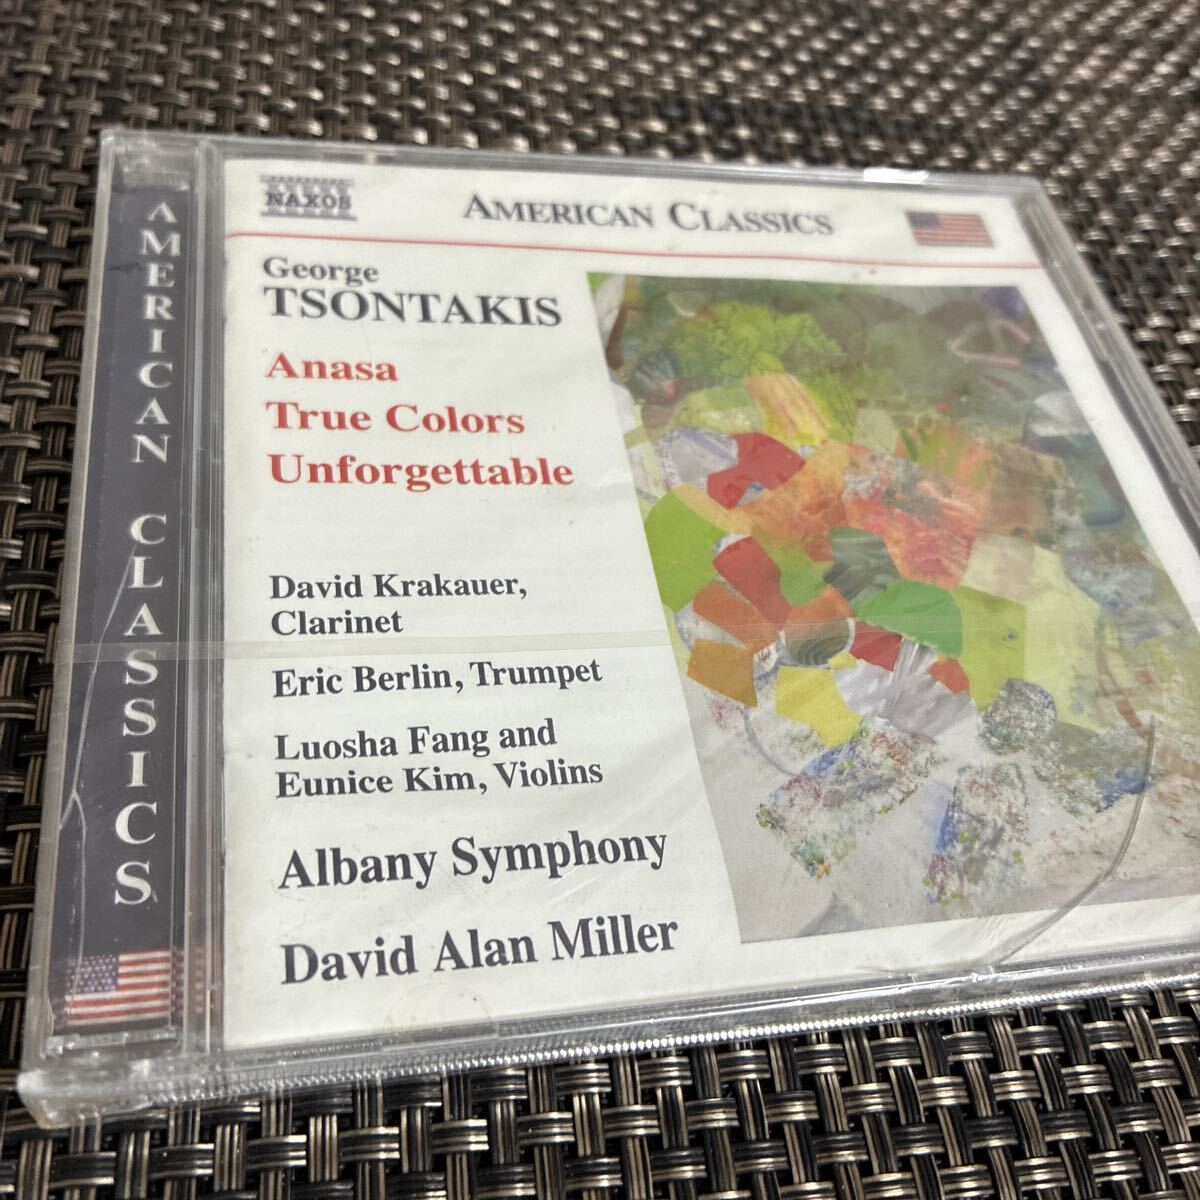 AMERICAN CLASSICS
NAXOS
AMERICAN CLASSICS
George
TSONTAKIS
Anasa
True Colors
Unforgettable
David Krakauer,
Clarinet
Eric Berlin, Trumpet
Luosha Fang and
Eunice Kim, Violins
Albany Symphony
David Alan Miller